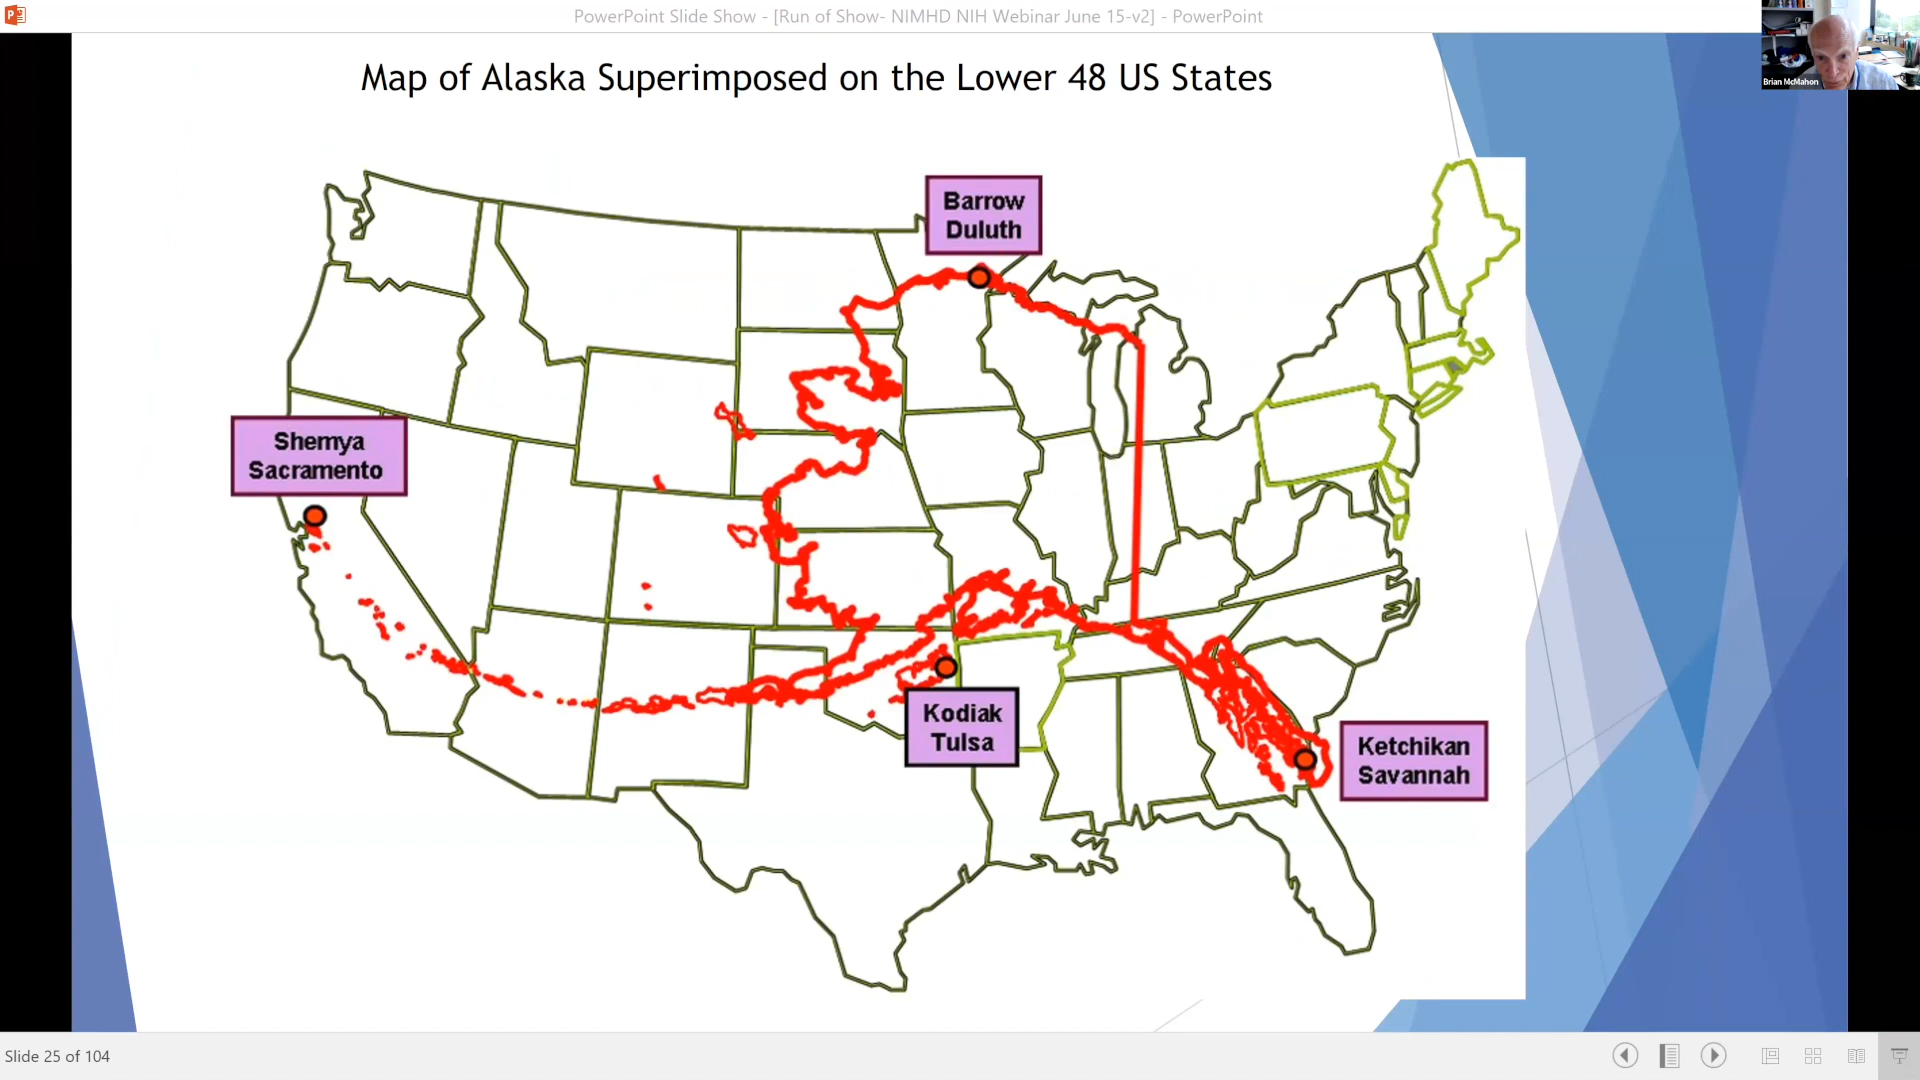 PowerPoint Slide Show - [Run of Show- NIMHD NIH Webinar June 15-v2] - PowerPoint
Brian McMahon
Map of Alaska Superimposed on the Lower 48 US States
Barrow
Duluth
Shemya
Sacramento
Kodiak
Tulsa
Ketchikan
Savannah
Slide 25 of 104